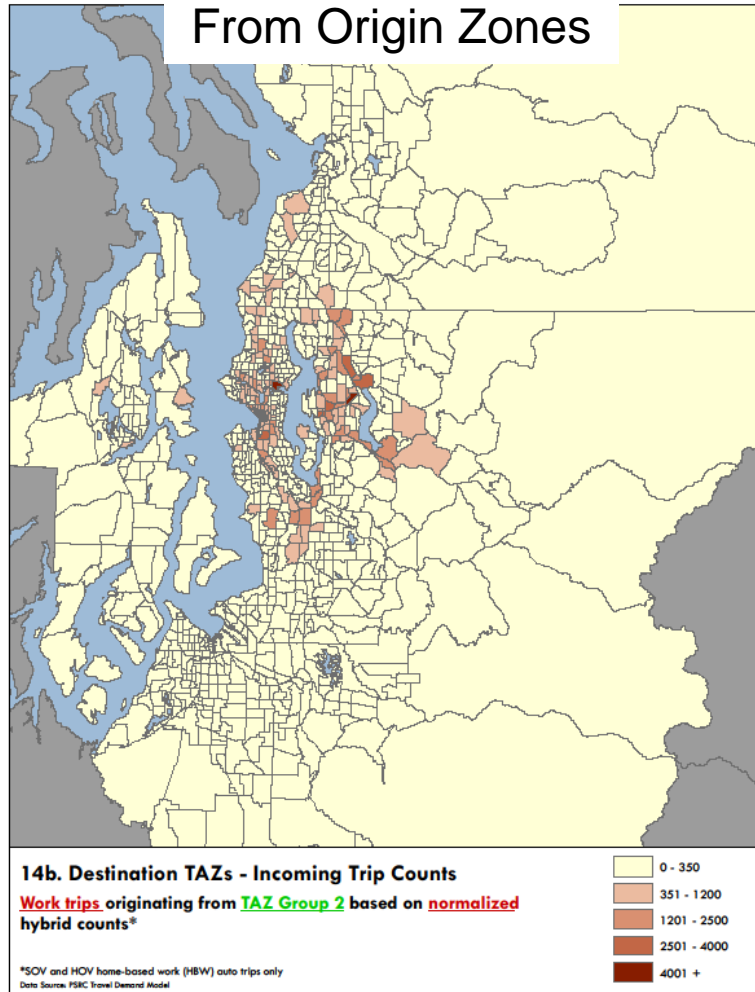 From Origin Zones
14b. Destination TAZs - Incoming Trip Counts
Work trips originating from TAZ Group 2 based on normalized
hybrid counts*
*SOV and HOV home-based work (HBW) auto trips only
Data Source: PSRC Travel Demand Model
0 - 350
351 - 1200
1201 - 2500
2501 - 4000
4001 +